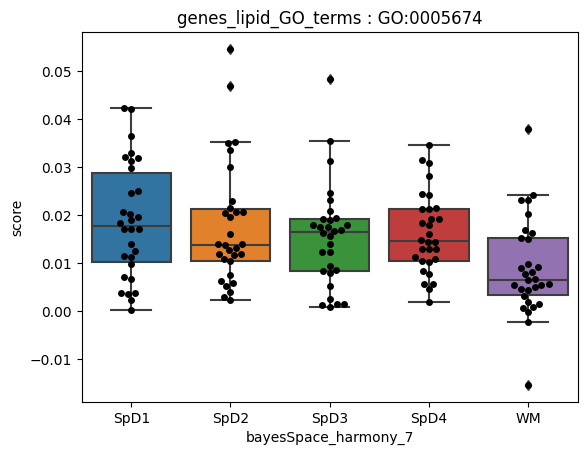 genes_lipid_GO_terms : GO:0005674
score
0.05
0.04
0.03
0.02
0.01
0.00
−0.01
SpD1 SpD2 SpD3 SpD4 WM
bayesSpace_harmony_7